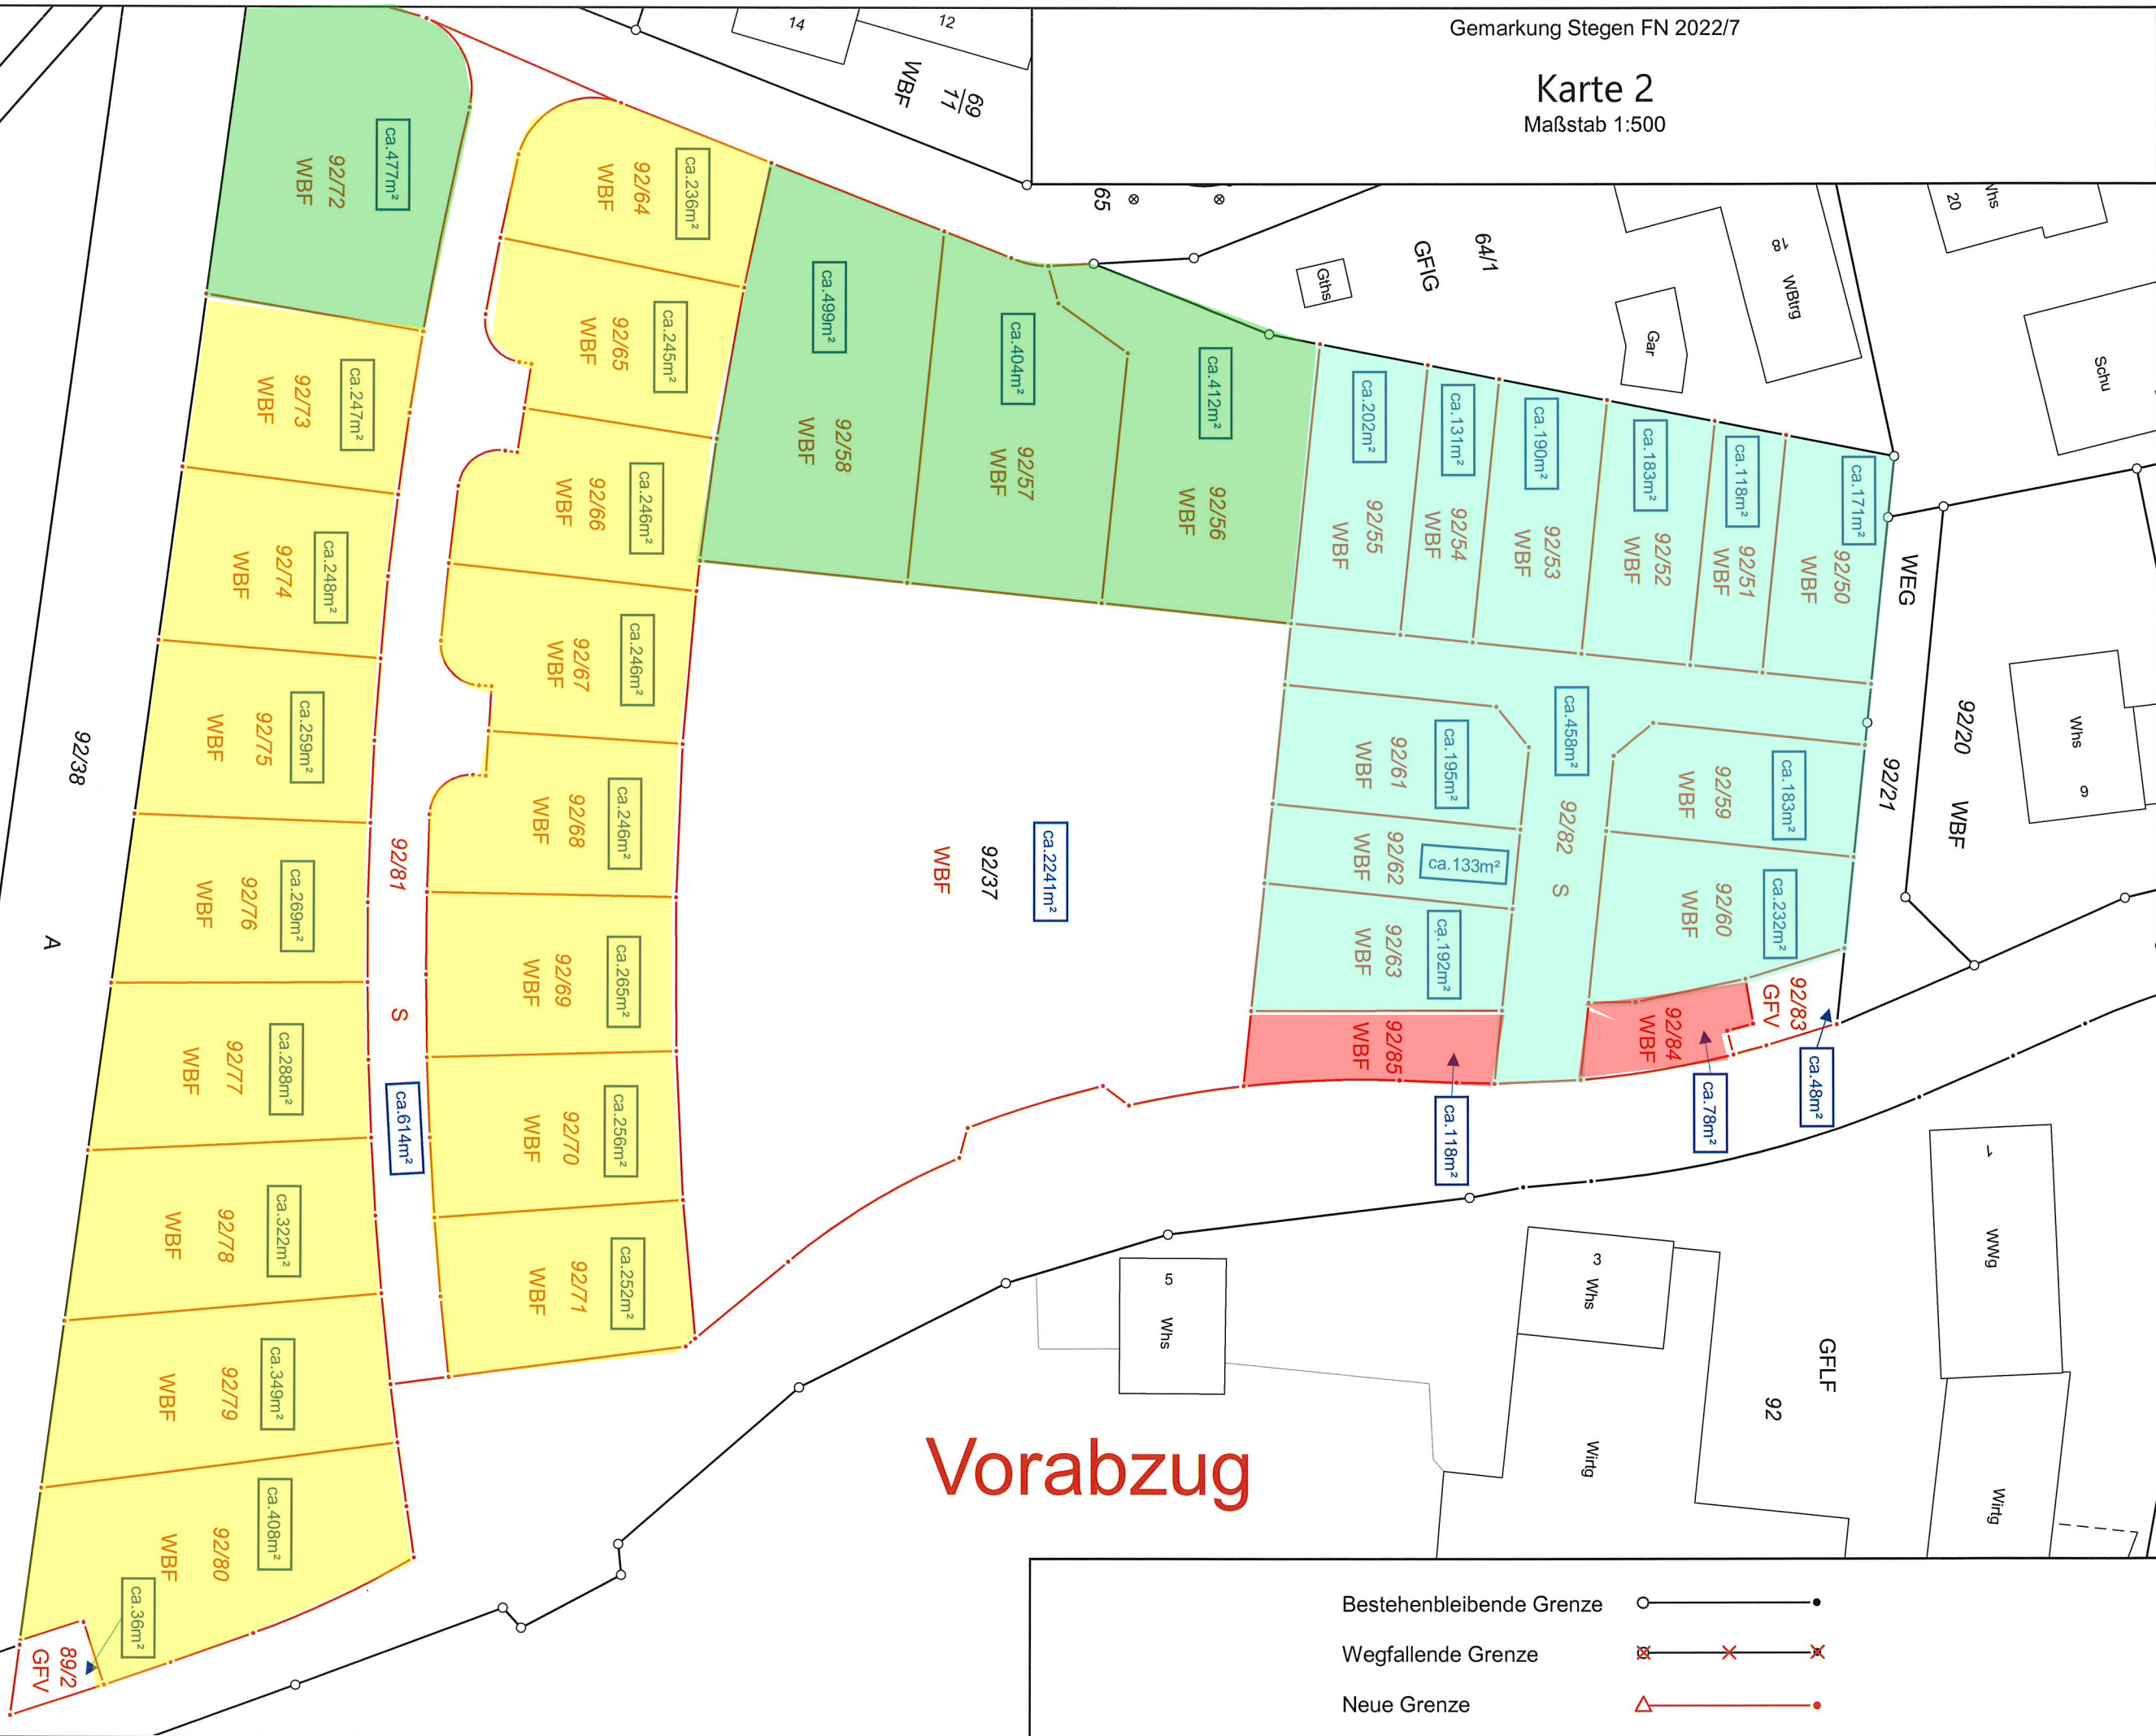 Gemarkung Stegen FN 2022/7
Karte 2
Maßstab 1:500
14
12
WBF
69
11
65
64/1
GFIG
Gths
18
WBtrg
Gar
Whs
20
Schu
ca.477m²
92/72
WBF
ca.236m²
92/64
WBF
ca.245m²
92/65
WBF
ca.246m²
92/66
WBF
ca.246m²
92/67
WBF
ca.246m²
92/68
WBF
ca.265m²
92/69
WBF
ca.256m²
92/70
WBF
ca.252m²
92/71
WBF
ca.247m²
92/73
WBF
ca.248m²
92/74
WBF
ca.259m²
92/75
WBF
ca.269m²
92/76
WBF
ca.288m²
92/77
WBF
ca.322m²
92/78
WBF
ca.349m²
92/79
WBF
ca.408m²
92/80
WBF
ca.36m²
89/2
GFV
92/38
A
92/81
S
ca.614m²
ca.499m²
92/58
WBF
ca.404m²
92/57
WBF
ca.412m²
92/56
WBF
ca.202m²
92/55
WBF
ca.131m²
92/54
WBF
ca.190m²
92/53
WBF
ca.183m²
92/52
WBF
ca.118m²
92/51
WBF
ca.171m²
92/50
WBF
WEG
92/21
92/20
WBF
Whs
9
ca.2241m²
92/37
WBF
ca.195m²
92/61
WBF
ca.133m²
92/62
WBF
ca.192m²
92/63
WBF
ca.458m²
92/82
S
ca.183m²
92/59
WBF
ca.232m²
92/60
WBF
92/85
WBF
ca.118m²
92/84
WBF
ca.78m²
92/83
GFV
ca.48m²
5
Whs
3
Whs
Wirtg
GFLF
92
1
WWg
Wirtg
Vorabzug
Bestehenbleibende Grenze
Wegfallende Grenze
Neue Grenze